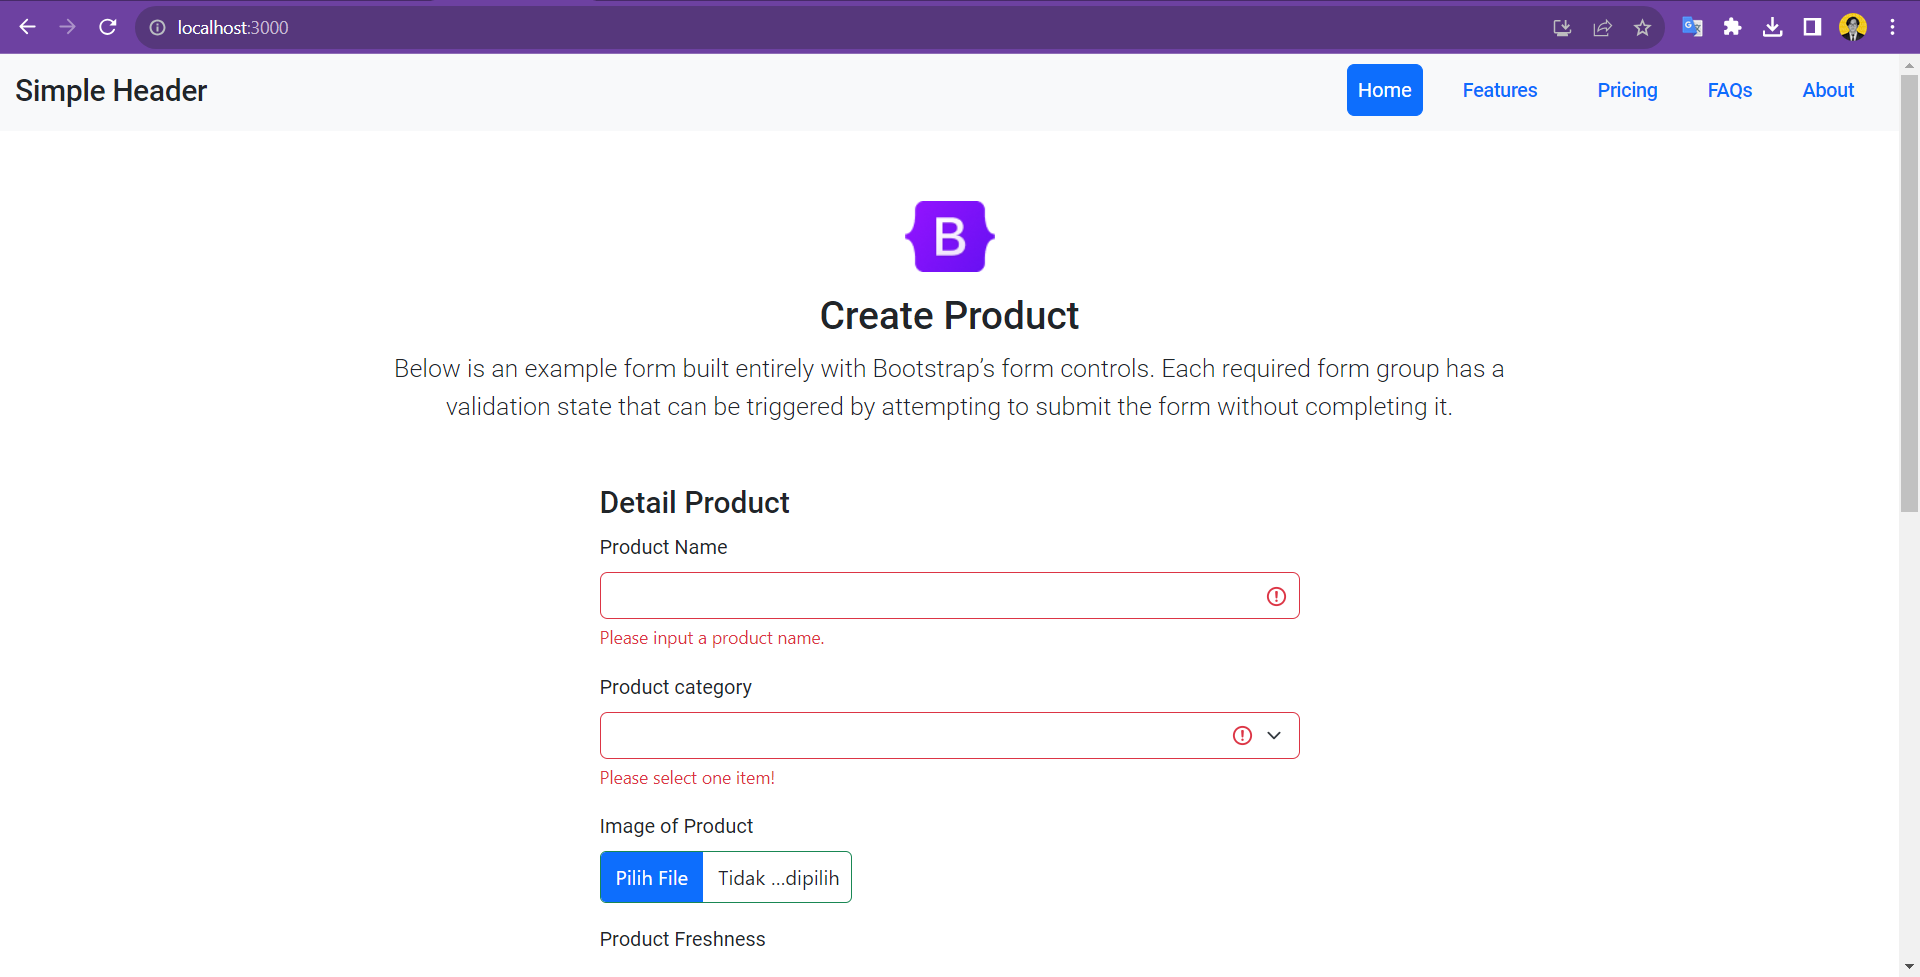 localhost:3000
Simple Header
Home Features Pricing FAQs About
B
Create Product
Below is an example form built entirely with Bootstrap’s form controls. Each required form group has a
validation state that can be triggered by attempting to submit the form without completing it.
Detail Product
Product Name
Please input a product name.
Product category
Please select one item!
Image of Product
Pilih File Tidak ...dipilih
Product Freshness